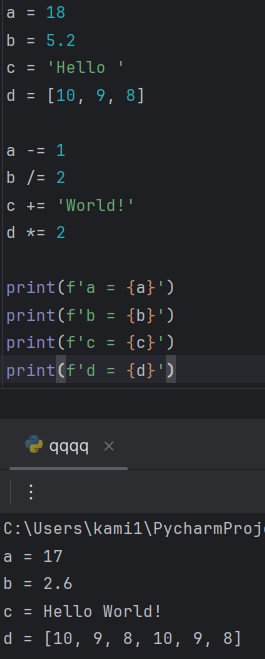 a = 18
b = 5.2
c = 'Hello '
d = [10, 9, 8]
a -= 1
b /= 2
c += 'World!'
d *= 2
print(f'a = {a}')
print(f'b = {b}')
print(f'c = {c}')
print(f'd = {d}')
qqqq
C:\Users\kami1\PycharmProje
a = 17
b = 2.6
c = Hello World!
d = [10, 9, 8, 10, 9, 8]